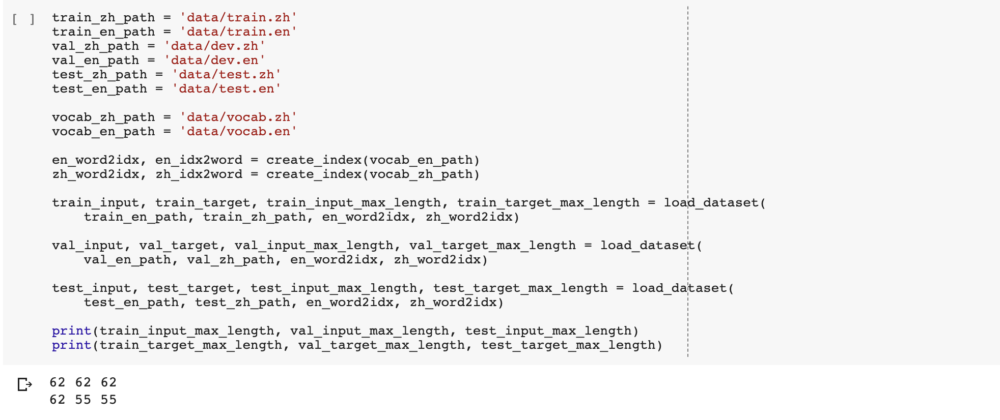 [ ] train_zh_path = 'data/train.zh'
train_en_path = 'data/train.en'
val_zh_path = 'data/dev.zh'
val_en_path = 'data/dev.en'
test_zh_path = 'data/test.zh'
test_en_path = 'data/test.en'

vocab_zh_path = 'data/vocab.zh'
vocab_en_path = 'data/vocab.en'

en_word2idx, en_idx2word = create_index(vocab_en_path)
zh_word2idx, zh_idx2word = create_index(vocab_zh_path)

train_input, train_target, train_input_max_length, train_target_max_length = load_dataset(
    train_en_path, train_zh_path, en_word2idx, zh_word2idx)

val_input, val_target, val_input_max_length, val_target_max_length = load_dataset(
    val_en_path, val_zh_path, en_word2idx, zh_word2idx)

test_input, test_target, test_input_max_length, test_target_max_length = load_dataset(
    test_en_path, test_zh_path, en_word2idx, zh_word2idx)

print(train_input_max_length, val_input_max_length, test_input_max_length)
print(train_target_max_length, val_target_max_length, test_target_max_length)

62 62 62
62 55 55